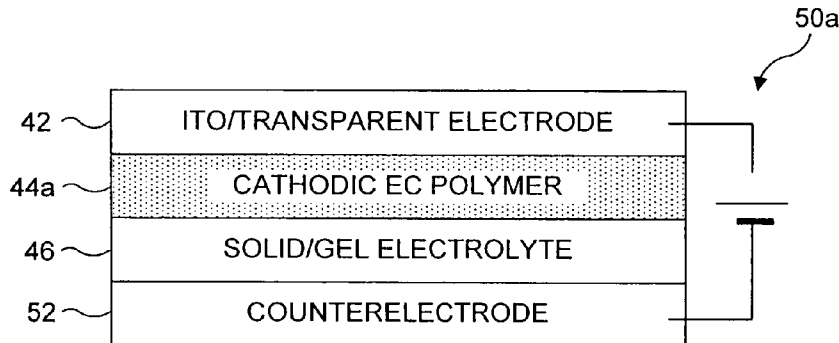 50a
42 ITO/TRANSPARENT ELECTRODE
44a CATHODIC EC POLYMER
46 SOLID/GEL ELECTROLYTE
52 COUNTERELECTRODE